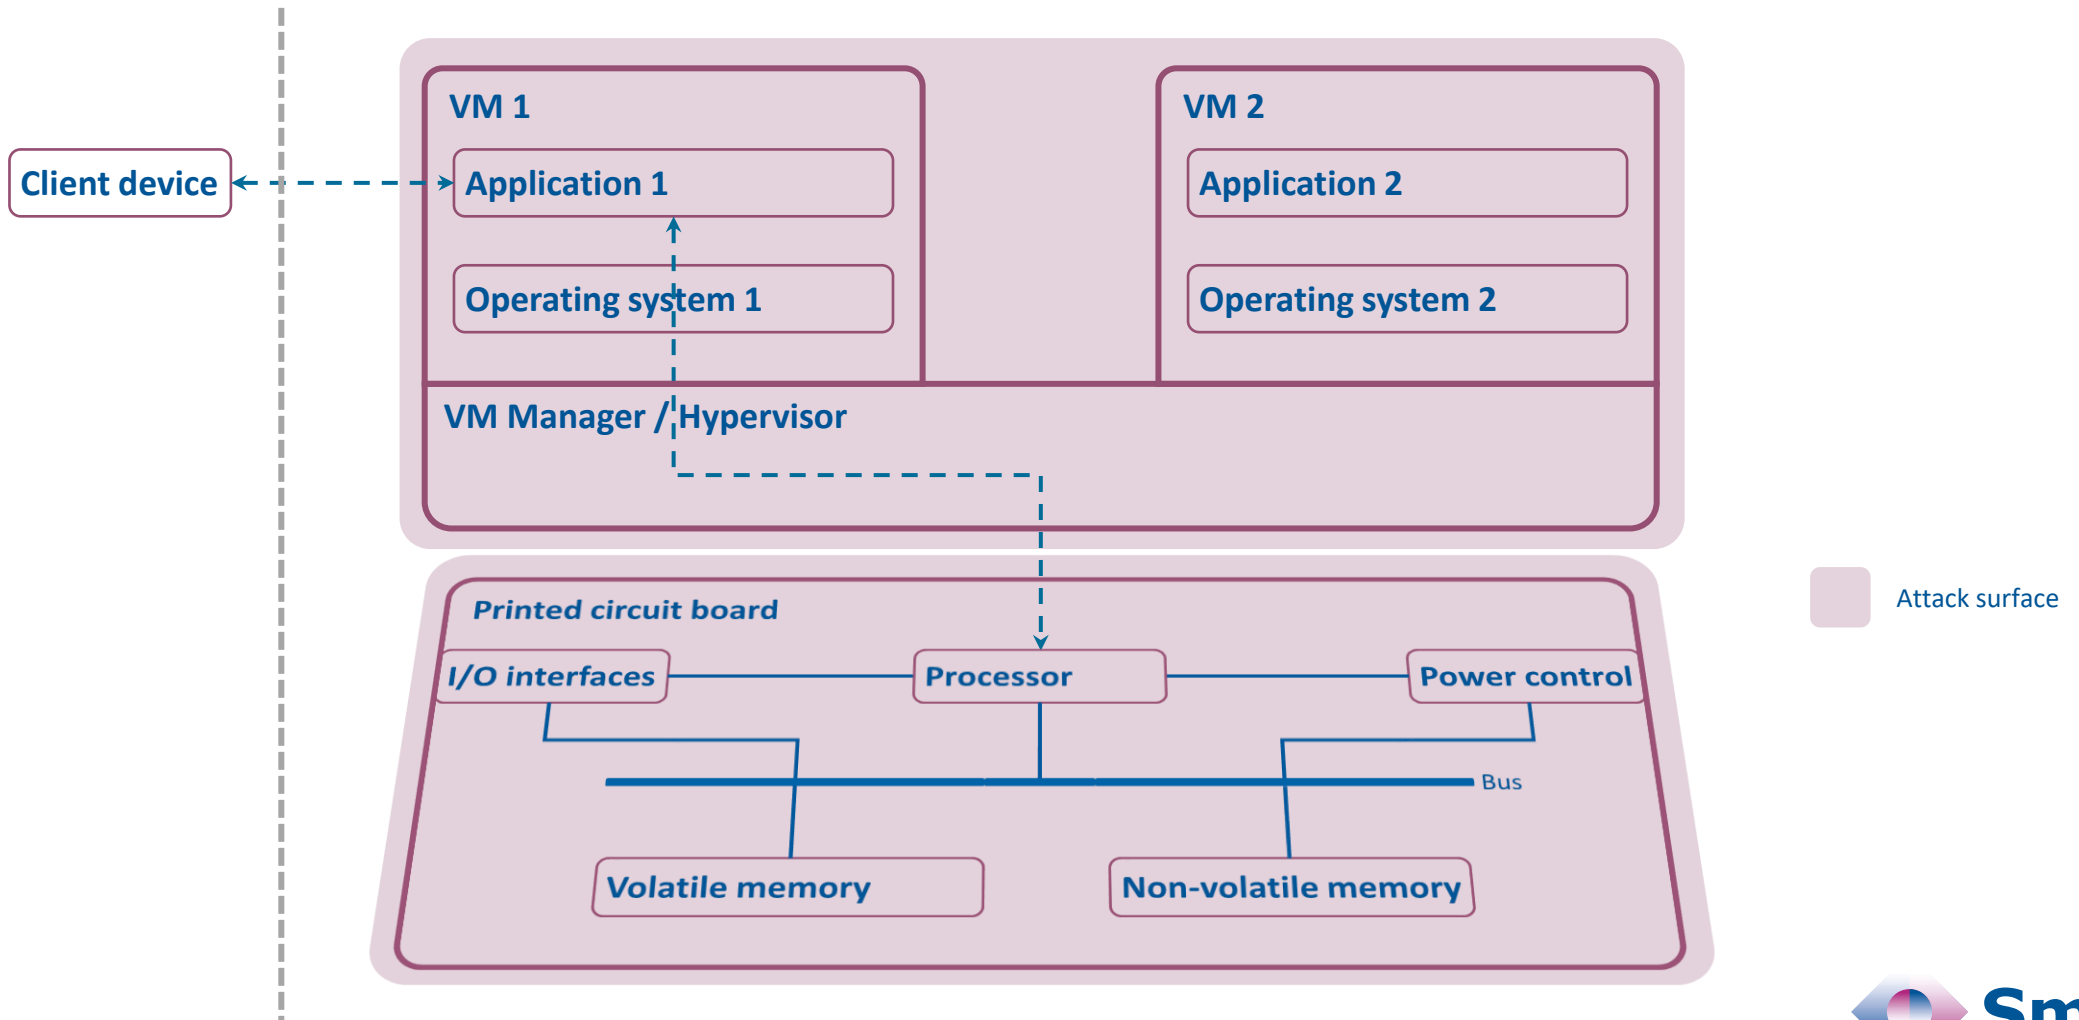 VM 1
VM 2
Client device
Application 1
Application 2
Operating system 1
Operating system 2
VM Manager / Hypervisor
Printed circuit board
Attack surface
I/O interfaces
Processor
Power control
Bus
Volatile memory
Non-volatile memory